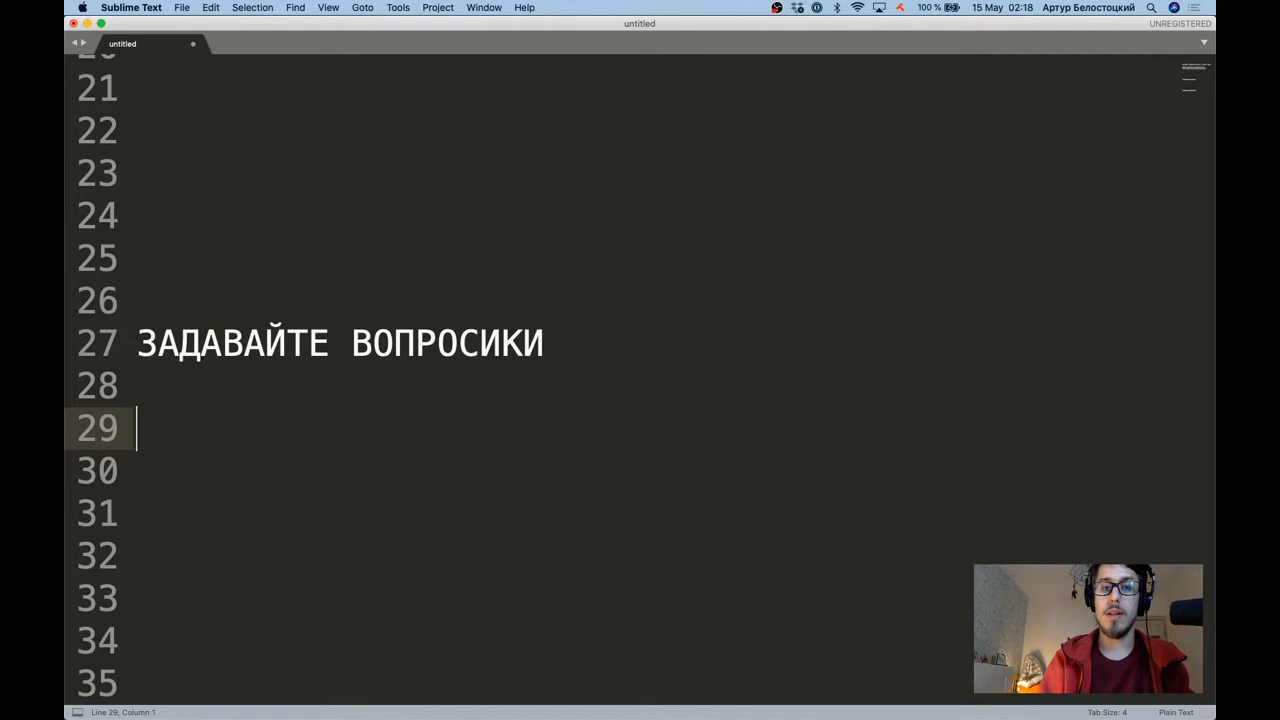 Sublime Text File Edit Selection Find View Goto Tools Project Window Help 100 % 15 May 02:18 Артур Белостоцкий
untitled UNREGISTERED
untitled
21
22
23
24
25
26
27 ЗАДАВАЙТЕ ВОПРОСИКИ
28
29
30
31
32
33
34
35
Line 29, Column 1 Tab Size: 4 Plain Text